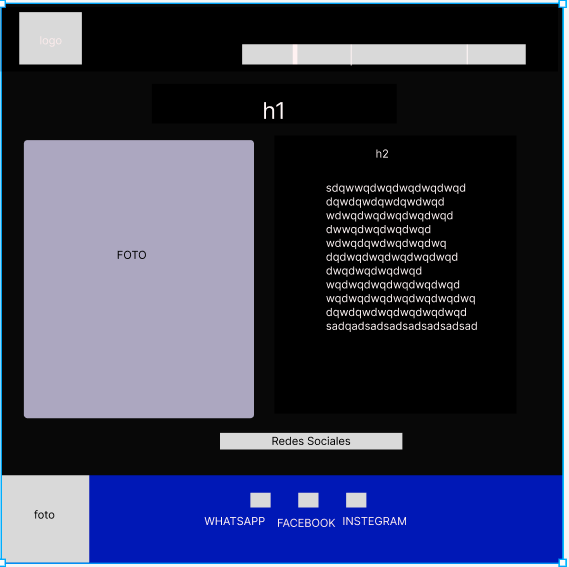 logo
h1
h2
sdqwwqdwqdwqdwqdwqd
dqwdqwdqwdqwdwqd
wdwqdwqdwqdwqdwqd
dwwqdwqdwqdwqd
wdwqdqwdwqdwqdwq
dqdwqdwqdwqdwqdwqd
dwqdwqdwqdwqd
wqdwqdwqdwqdwqdwqd
wqdwqdwqdwqdwqdwqdwq
dqwdqwdwqdwqdwqdwqd
sadqadsadsadsadsadsadsad
FOTO
Redes Sociales
foto
WHATSAPP FACEBOOK INSTEGRAM